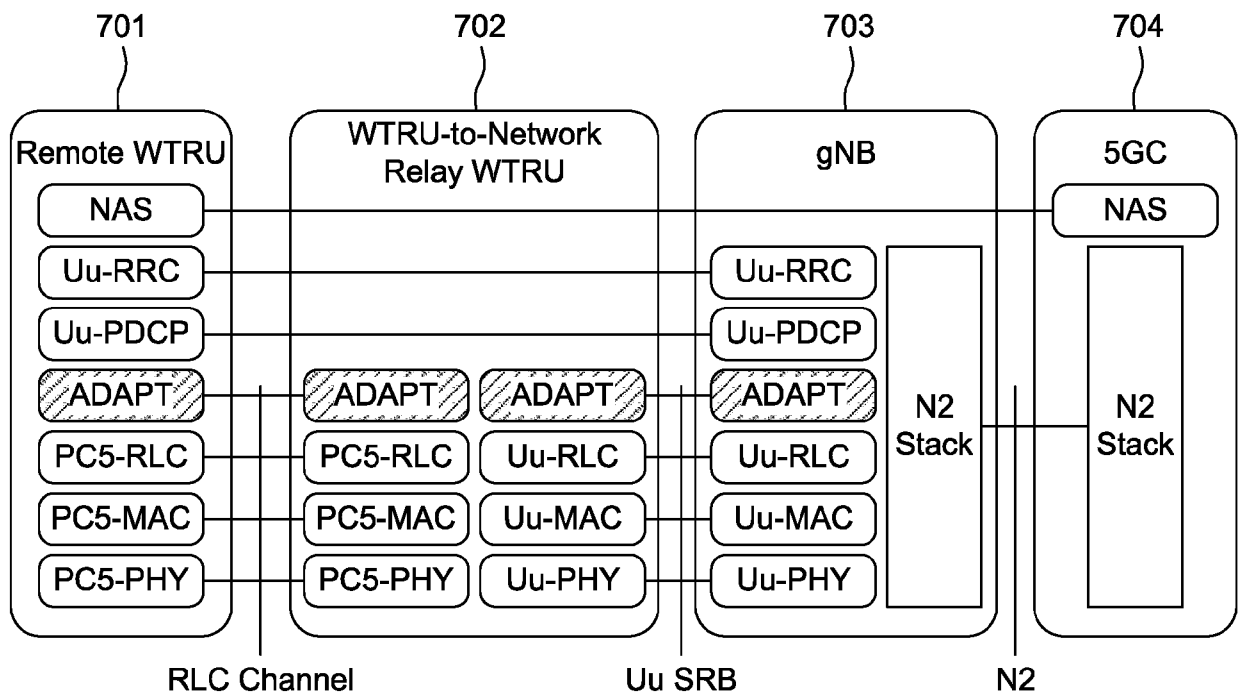 701
702
703
704
Remote WTRU
WTRU-to-Network
Relay WTRU
gNB
5GC
NAS
NAS
Uu-RRC
Uu-RRC
Uu-PDCP
Uu-PDCP
ADAPT
ADAPT
ADAPT
ADAPT
N2
Stack
N2
Stack
PC5-RLC
PC5-RLC
Uu-RLC
Uu-RLC
PC5-MAC
PC5-MAC
Uu-MAC
Uu-MAC
PC5-PHY
PC5-PHY
Uu-PHY
Uu-PHY
RLC Channel
Uu SRB
N2